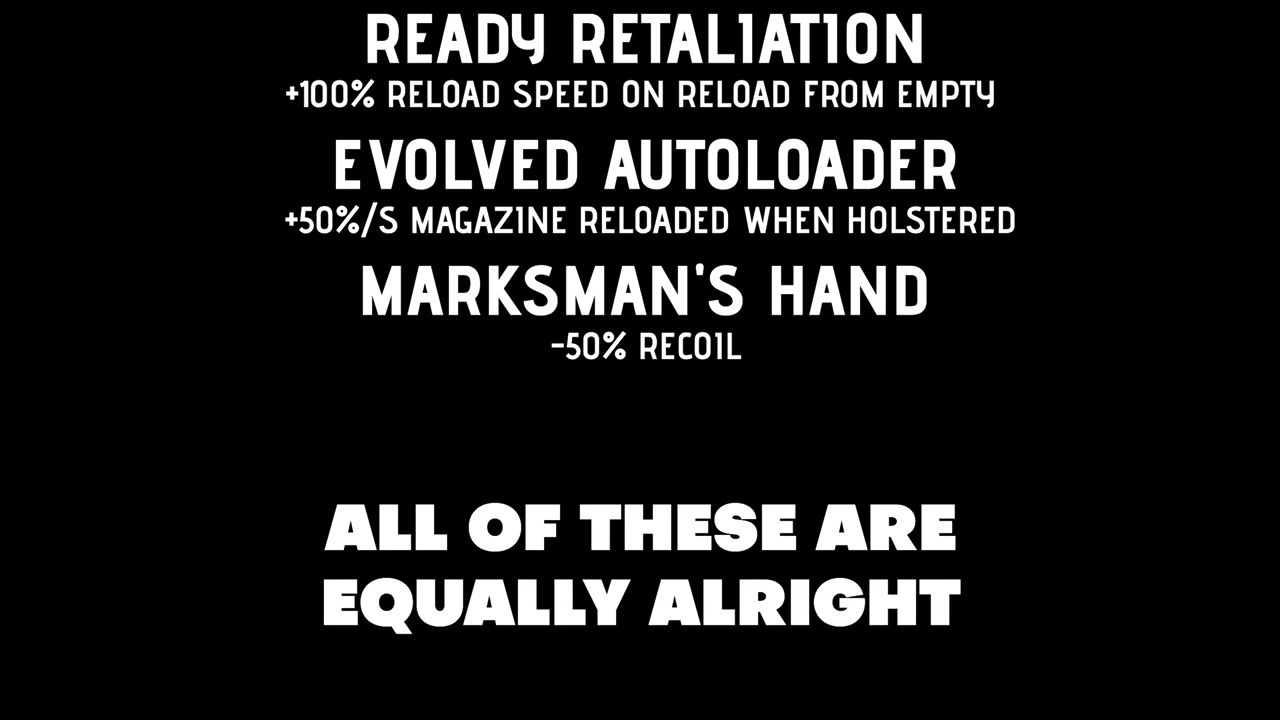 READY RETALIATION
+100% RELOAD SPEED ON RELOAD FROM EMPTY
EVOLVED AUTOLOADER
+50%/S MAGAZINE RELOADED WHEN HOLSTERED
MARKSMAN'S HAND
-50% RECOIL
ALL OF THESE ARE
EQUALLY ALRIGHT